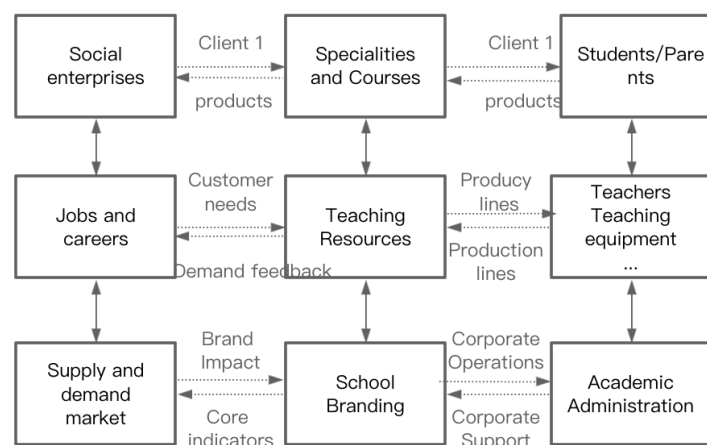 Social
enterprises
Client 1
products
Specialities
and Courses
Client 1
products
Students/Pare
nts
Jobs and
careers
Customer
needs
Demand feedback
Teaching
Resources
Producy
lines
Production
lines
Teachers
Teaching
equipment
...
Supply and
demand
market
Brand
Impact
Core
indicators
School
Branding
Corporate
Operations
Corporate
Support
Academic
Administration